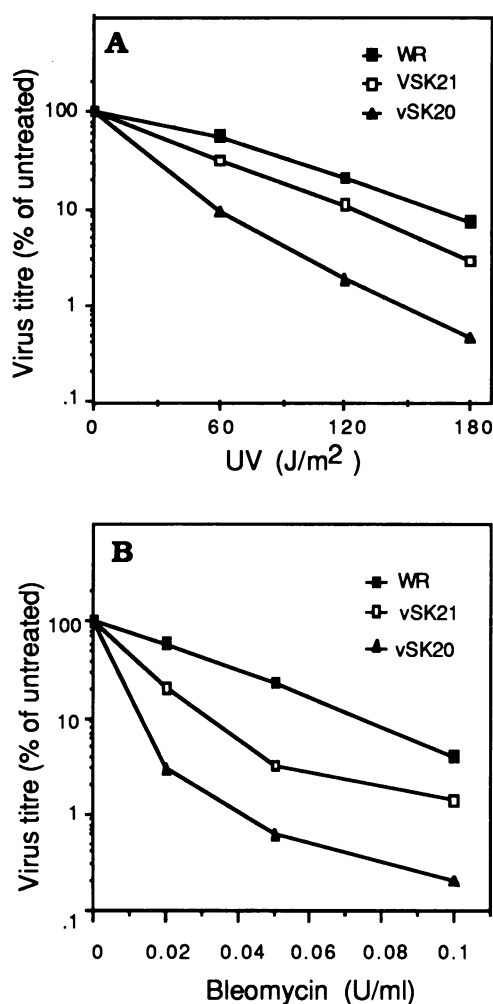 A
WR
VSK21
vSK20
Virus titre (% of untreated)
100
10
1
.1
0
60
120
180
UV (J/m2 )
B
WR
vSK21
vSK20
Virus titre (% of untreated)
100
10
1
.1
0
0.02
0.04
0.06
0.08
0.1
Bleomycin (U/ml)